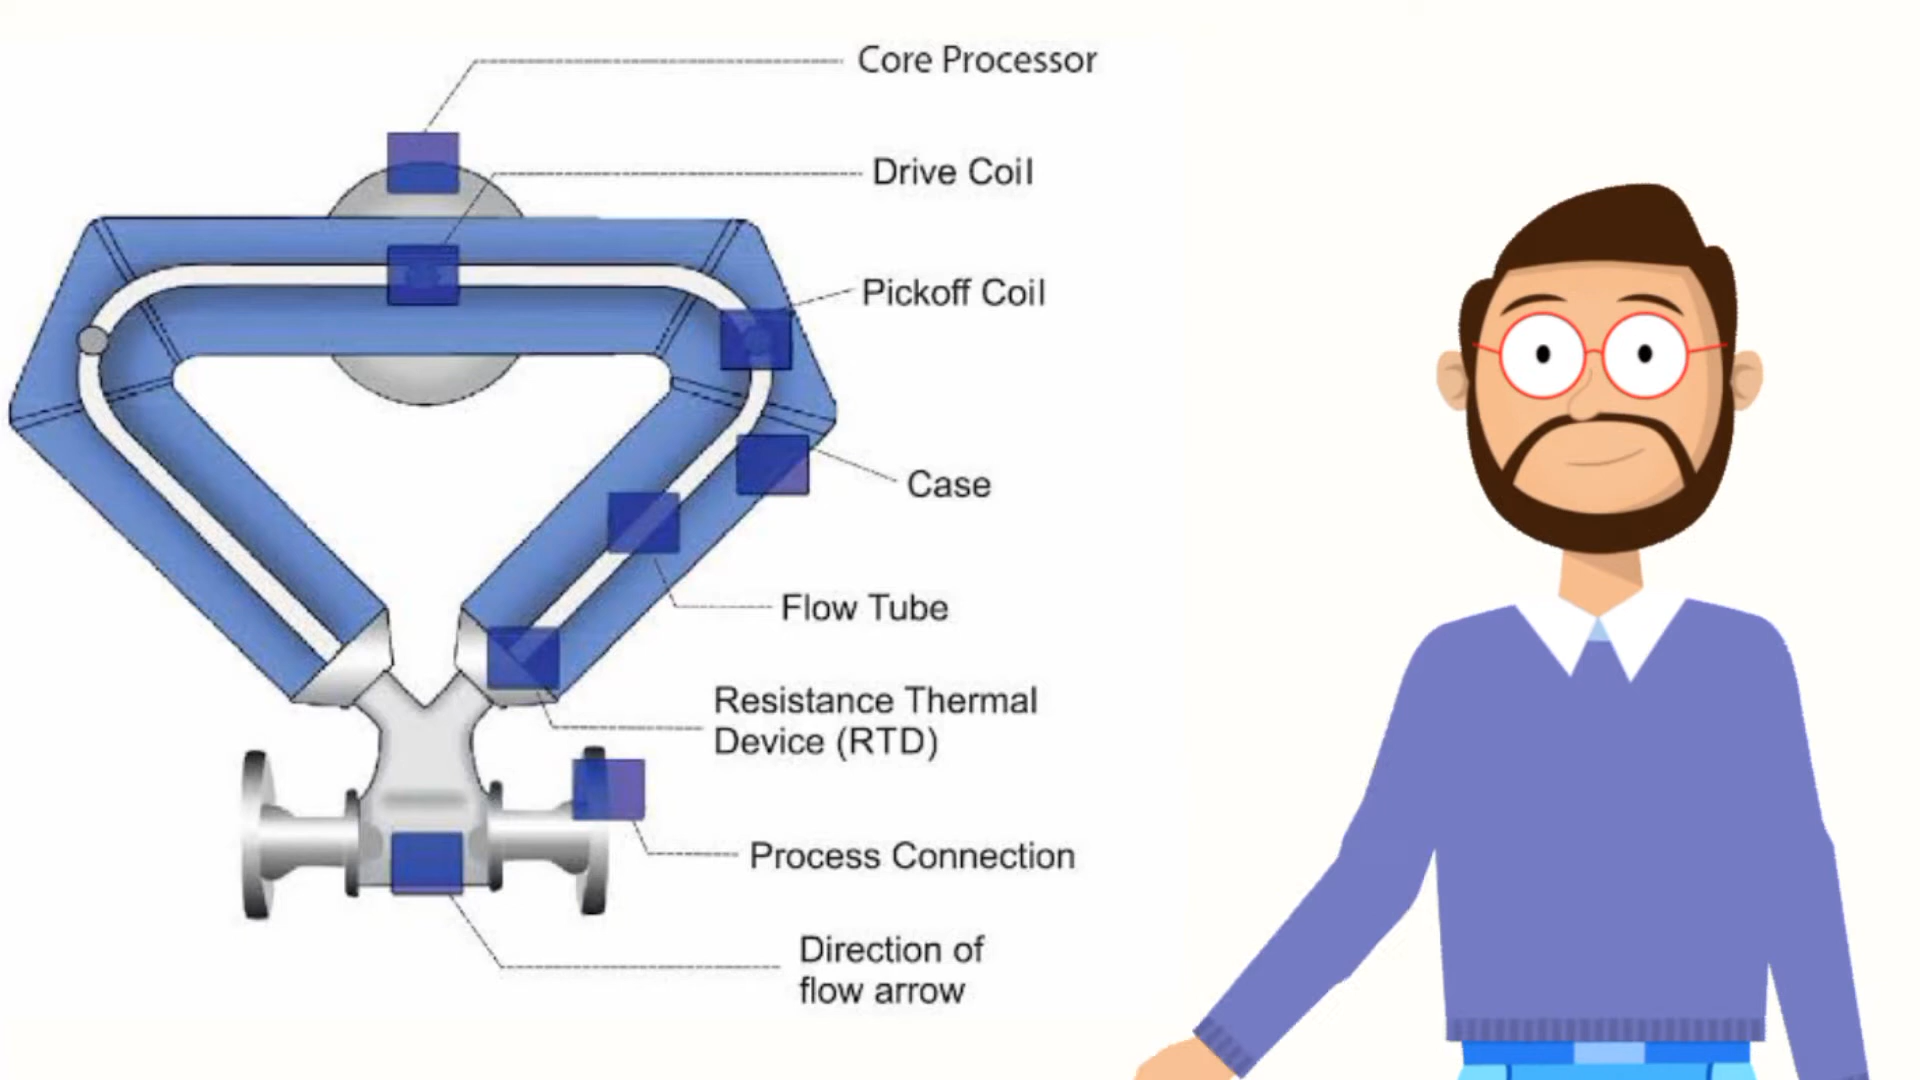 Core Processor
Drive Coil
Pickoff Coil
Case
Flow Tube
Resistance Thermal
Device (RTD)
Process Connection
Direction of
flow arrow